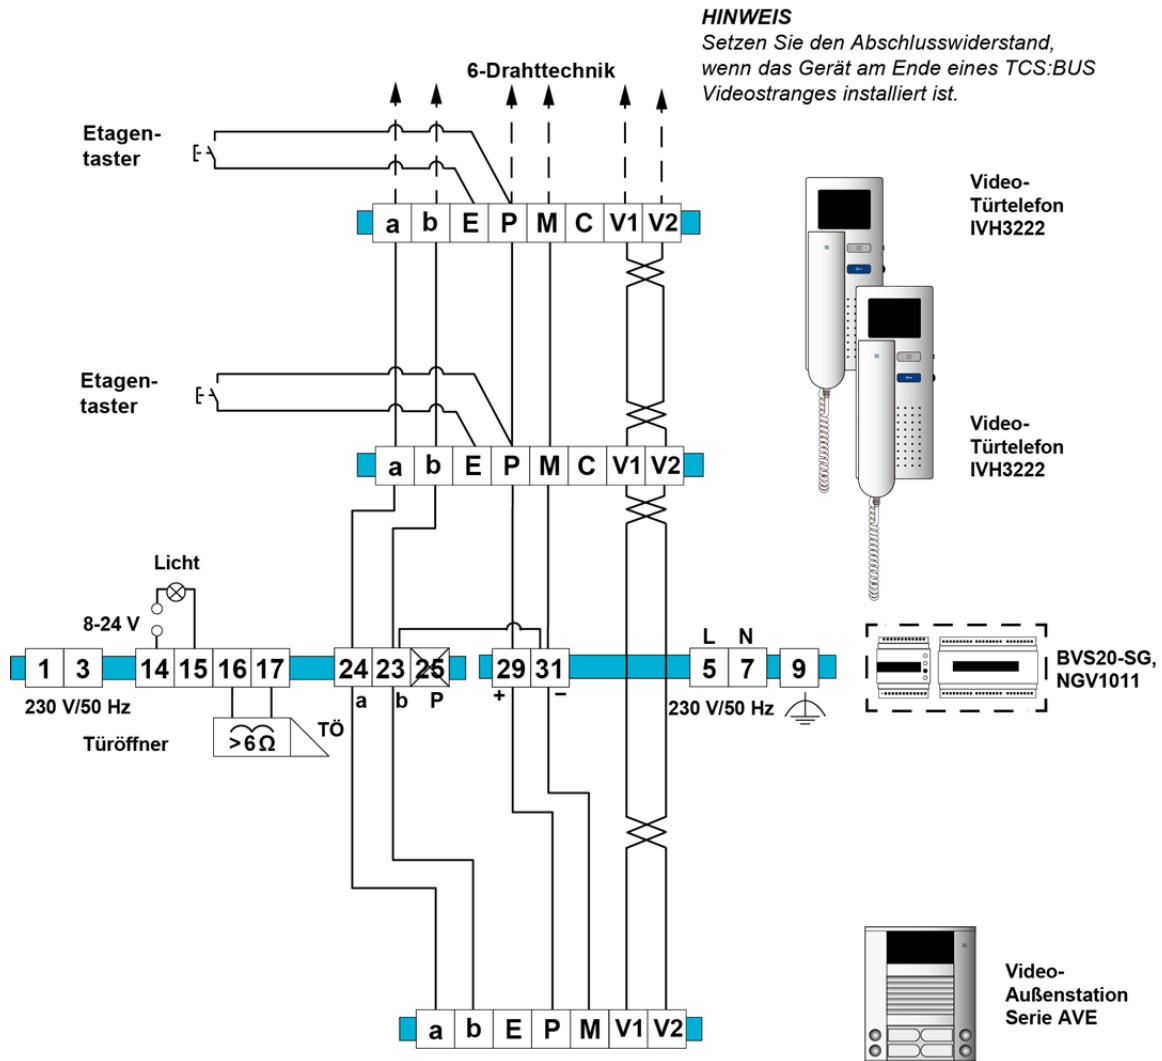 HINWEIS
Setzen Sie den Abschlusswiderstand,
wenn das Gerät am Ende eines TCS:BUS
Videostranges installiert ist.
6-Drahttechnik
Etagen-
taster
a b E P M C V1 V2
Video-
Türtelefon
IVH3222
Etagen-
taster
a b E P M C V1 V2
Video-
Türtelefon
IVH3222
Licht
8-24 V
L N
1 3 14 15 16 17 24 23 25 29 31 5 7 9
a b P + −
230 V/50 Hz
230 V/50 Hz
BVS20-SG,
NGV1011
Türöffner
>6 Ω
TÖ
Video-
Außenstation
Serie AVE
a b E P M V1 V2